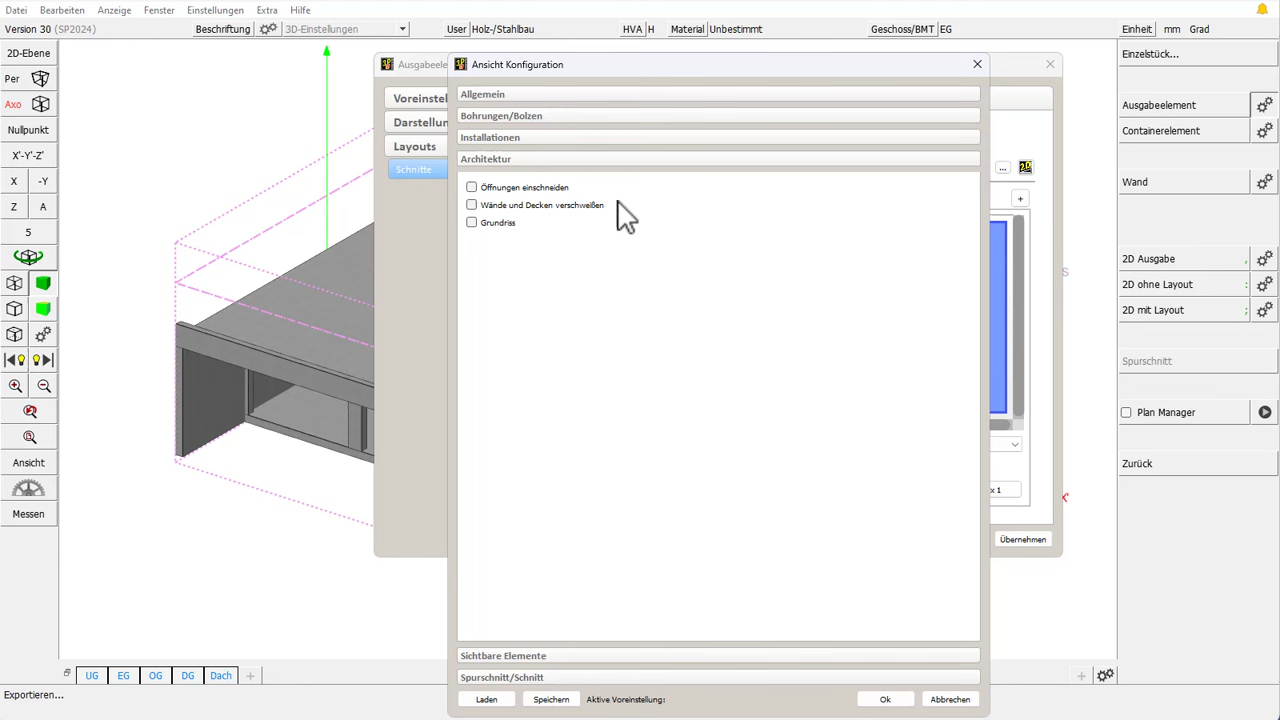 Datei Bearbeiten Anzeige Fenster Einstellungen Extra Hilfe
Version 30 (SP2024) Beschriftung 3D-Einstellungen User Holz-/Stahlbau HVA H Material Unbestimmt Geschoss/BMT EG Einheit mm Grad
2D-Ebene
Per
Axo
Nullpunkt
X'-Y'-Z'
X -Y
Z A
5
Ansicht
Messen
Ausgabeele
Voreinstel
Darstellun
Layouts
Schnitte
Ansicht Konfiguration
Allgemein
Bohrungen/Bolzen
Installationen
Architektur
Öffnungen einschneiden
Wände und Decken verschweißen
Grundriss
Sichtbare Elemente
Spurschnitt/Schnitt
Laden Speichern Aktive Voreinstellung: Ok Abbrechen
...
+
S
x 1
X'
Übernehmen
Einzelstück...
Ausgabeelement
Containerelement
Wand
2D Ausgabe ,
2D ohne Layout :
2D mit Layout ;
Spurschnitt
Plan Manager
Zurück
UG EG OG DG Dach + +
Exportieren...